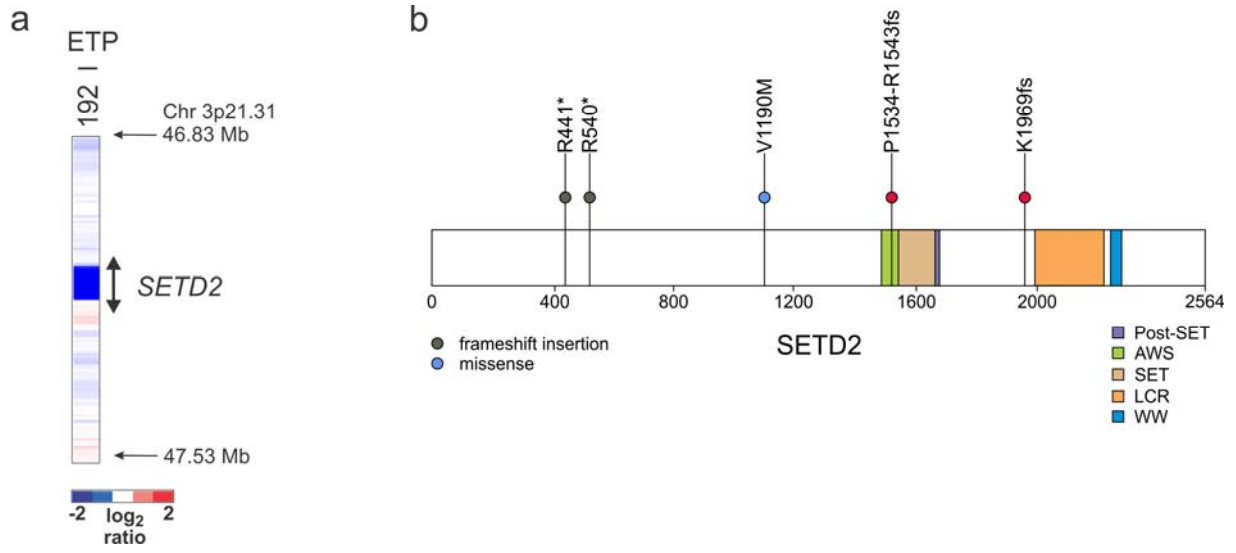 a
ETP
192
Chr 3p21.31
46.83 Mb
SETD2
47.53 Mb
-2
log2
ratio
2
b
R441*
R540*
V1190M
P1534-R1543fs
K1969fs
0
400
800
1200
1600
2000
2564
SETD2
frameshift insertion
missense
Post-SET
AWS
SET
LCR
WW